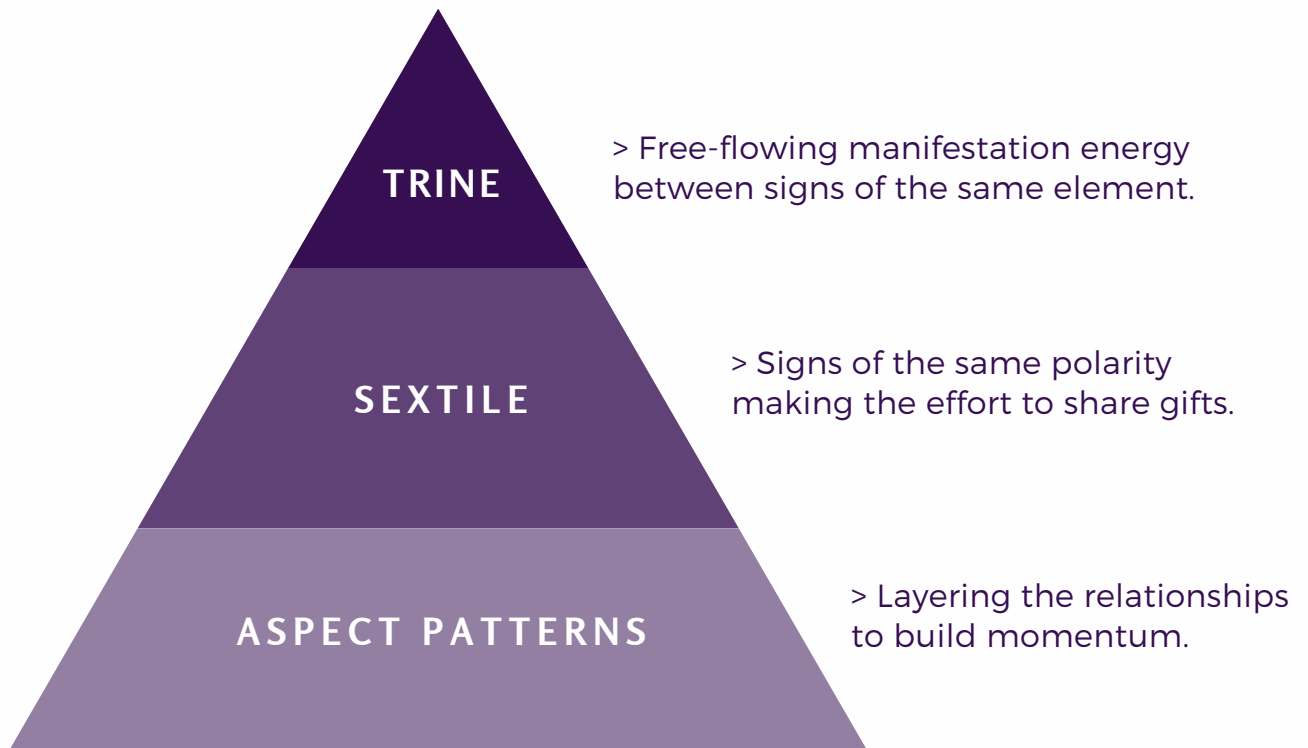 TRINE
> Free-flowing manifestation energy
between signs of the same element.
SEXTILE
> Signs of the same polarity
making the effort to share gifts.
ASPECT PATTERNS
> Layering the relationships
to build momentum.